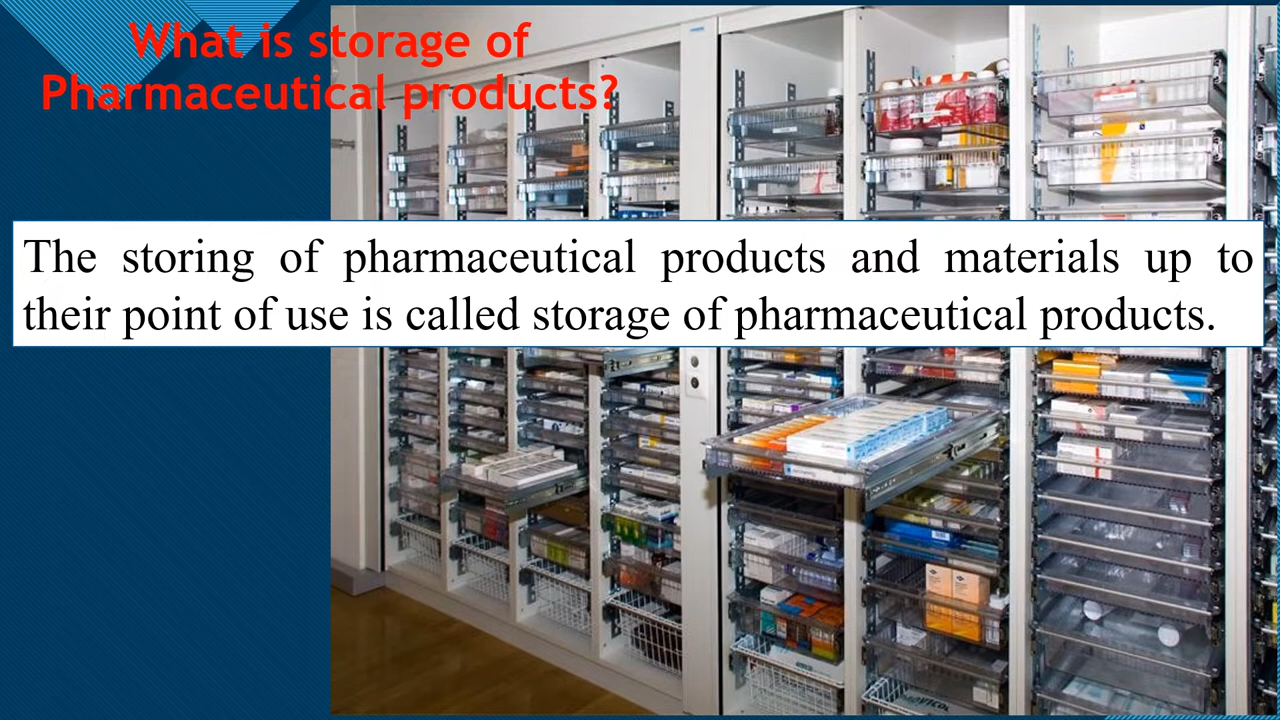 What is storage of
Pharmaceutical products?
The storing of pharmaceutical products and materials up to
their point of use is called storage of pharmaceutical products.